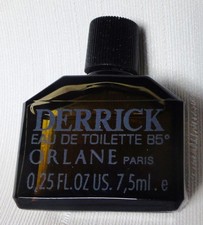 DERRICK
EAU DE TOILETTE 85°
ORLANE PARIS
0,25 FL.OZ US. 7,5ml. e